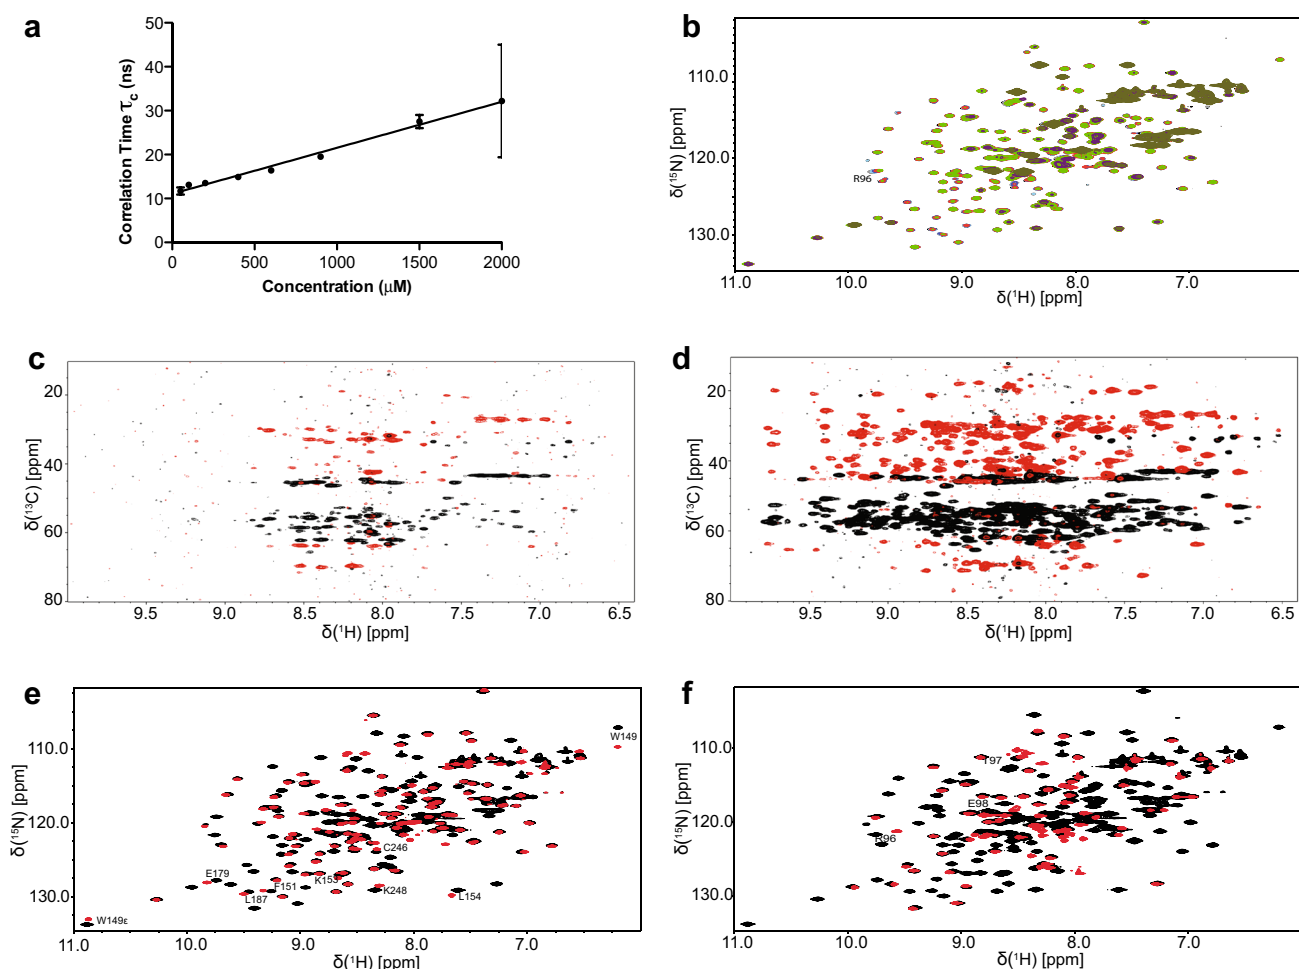 a
50
40
30
20
10
0
Correlation Time τc (ns)
0 500 1000 1500 2000
Concentration (μM)
b
110.0
120.0
130.0
δ(15N) [ppm]
R96
11.0 10.0 9.0 8.0 7.0
δ(1H) [ppm]
c
20
40
60
80
δ(13C) [ppm]
9.5 9.0 8.5 8.0 7.5 7.0 6.5
δ(1H) [ppm]
d
20
40
60
80
δ(13C) [ppm]
9.5 9.0 8.5 8.0 7.5 7.0 6.5
δ(1H) [ppm]
e
110.0
120.0
130.0
δ(15N) [ppm]
W149
C246
E179
F151
K153
L187
K248
L154
W149ε
11.0 10.0 9.0 8.0 7.0
δ(1H) [ppm]
f
110.0
120.0
130.0
δ(15N) [ppm]
E98
R96
11.0 10.0 9.0 8.0 7.0
δ(1H) [ppm]